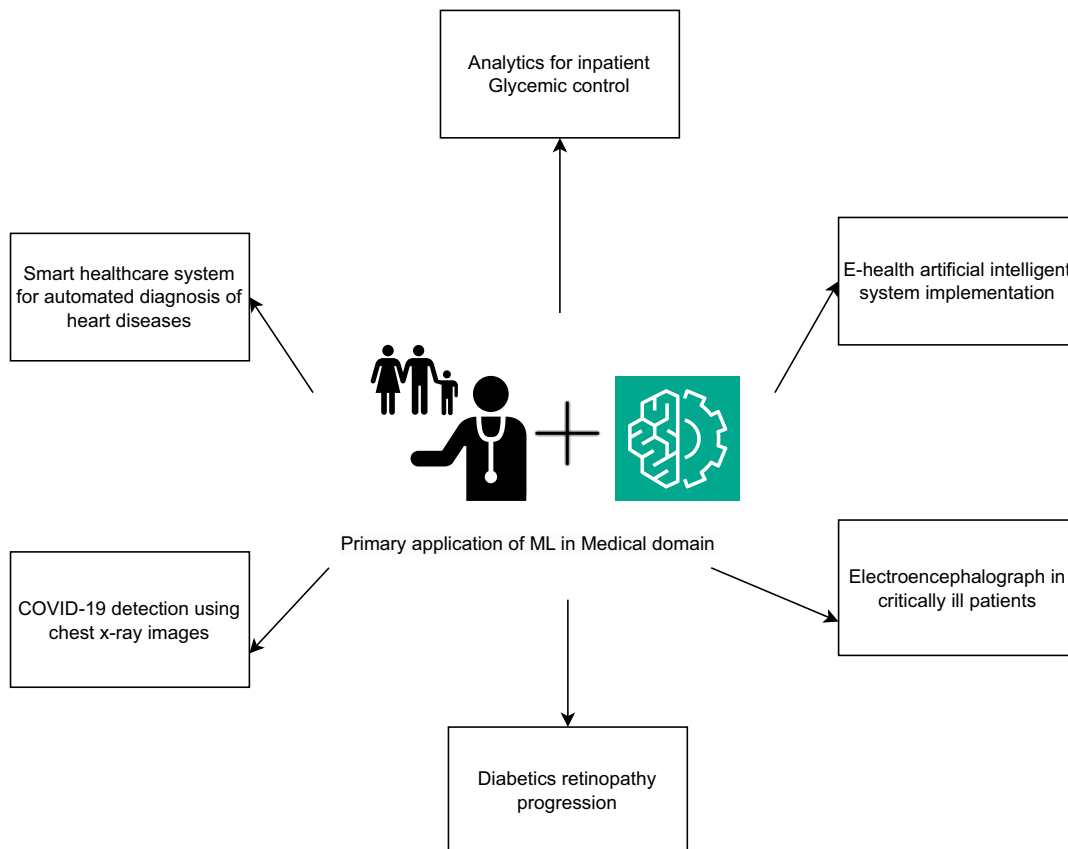 Analytics for inpatient
Glycemic control
Smart healthcare system
for automated diagnosis of
heart diseases
E-health artificial intelligent
system implementation
Primary application of ML in Medical domain
COVID-19 detection using
chest x-ray images
Electroencephalograph in
critically ill patients
Diabetics retinopathy
progression